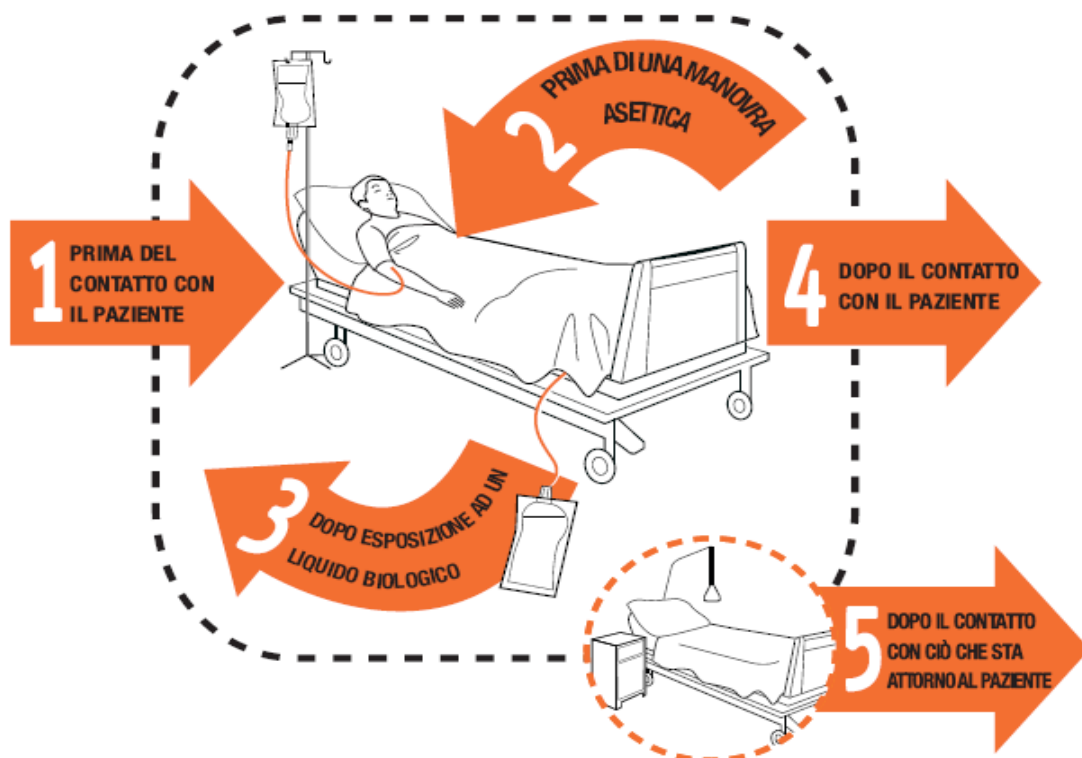 1 PRIMA DEL
CONTATTO CON
IL PAZIENTE
2 PRIMA DI UNA MANOVRA
ASETTICA
3 DOPO ESPOSIZIONE AD UN
LIQUIDO BIOLOGICO
4 DOPO IL CONTATTO
CON IL PAZIENTE
5 DOPO IL CONTATTO
CON CIÒ CHE STA
ATTORNO AL PAZIENTE